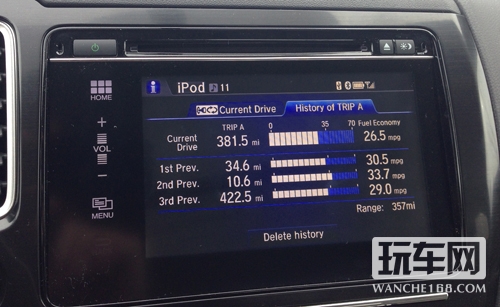 iPod 11
HOME
Current Drive History of TRIP A
TRIP A 0 35 70 Fuel Economy
Current Drive 381.5 mi 26.5 mpg
+
VOL
−
1st Prev. 34.6 mi 30.5 mpg
2nd Prev. 10.6 mi 33.7 mpg
3rd Prev. 422.5 mi 29.0 mpg
MENU
Range: 357mi
Delete history
玩车网
WANCHE168.COM